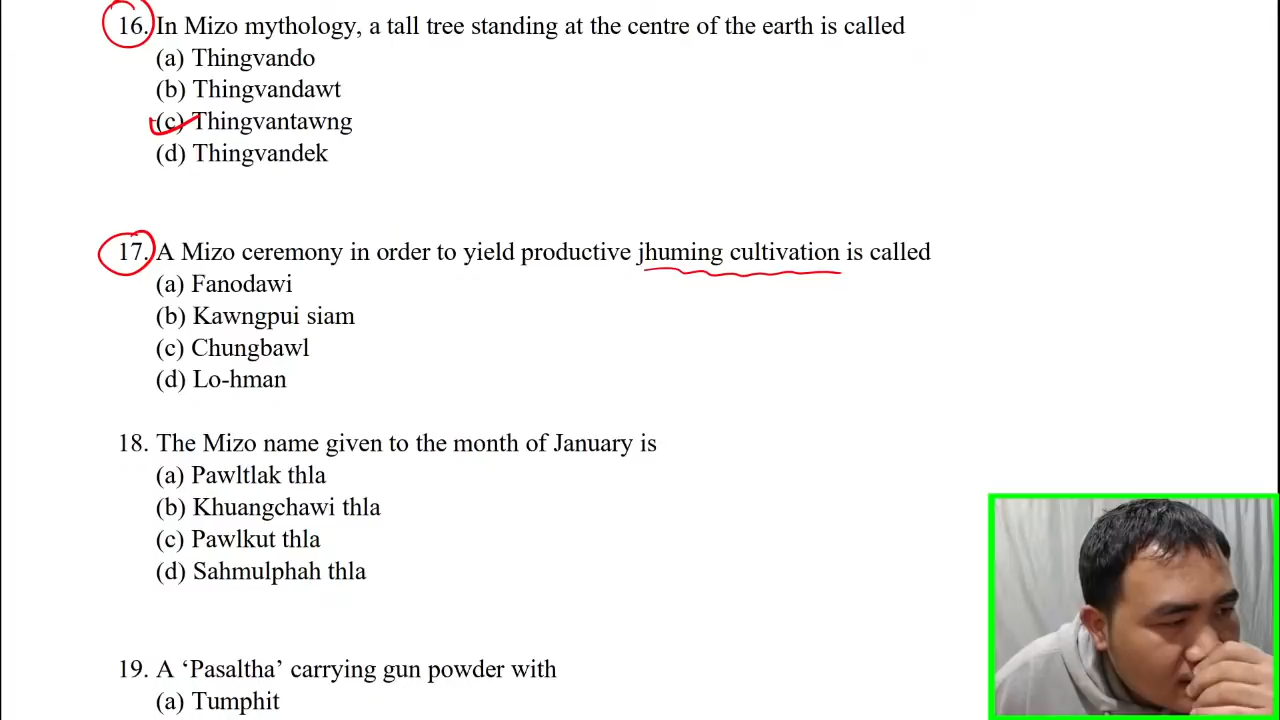 16. In Mizo mythology, a tall tree standing at the centre of the earth is called
(a) Thingvando
(b) Thingvandawt
(c) Thingvantawng
(d) Thingvandek
17. A Mizo ceremony in order to yield productive jhuming cultivation is called
(a) Fanodawi
(b) Kawngpui siam
(c) Chungbawl
(d) Lo-hman
18. The Mizo name given to the month of January is
(a) Pawltlak thla
(b) Khuangchawi thla
(c) Pawlkut thla
(d) Sahmulphah thla
19. A ‘Pasaltha’ carrying gun powder with
(a) Tumphit